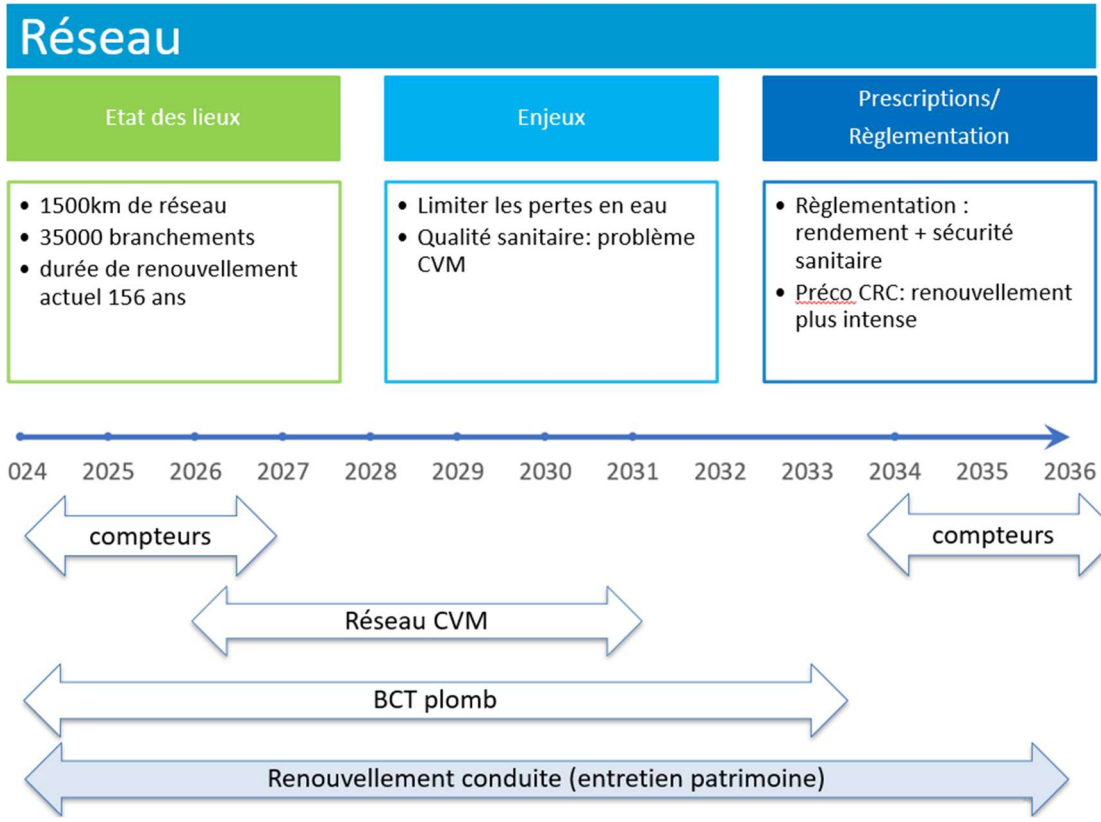 Réseau
Etat des lieux
Enjeux
Prescriptions/
Règlementation
• 1500km de réseau
• 35000 branchements
• durée de renouvellement
actuel 156 ans
• Limiter les pertes en eau
• Qualité sanitaire: problème
CVM
• Règlementation :
rendement + sécurité
sanitaire
• Préco CRC: renouvellement
plus intense
024 2025 2026 2027 2028 2029 2030 2031 2032 2033 2034 2035 2036
compteurs compteurs
Réseau CVM
BCT plomb
Renouvellement conduite (entretien patrimoine)